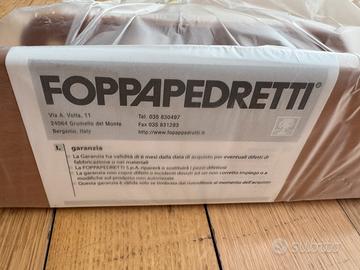 FOPPAPEDRETTI®
Via A. Volta, 11
24064 Grumello del Monte
Bergamo, Italy
Tel. 035 830497
Fax 035 831283
http://www.foppapedretti.it
I. garanzia
La Garanzia ha validità di 6 mesi dalla data di acquisto per eventuali difetti di
fabbricazione o nei materiali
La FOPPAPEDRETTI S.p.A. riparerà o sostituirà i pezzi difettosi
La garanzia non copre difetti o incidenti dovuti ad un non corretto impiego o a
modifiche sul prodotto non autorizzate
Questa garanzia è valida solo se timbrata dal rivenditore al momento dell'acquisto
subito